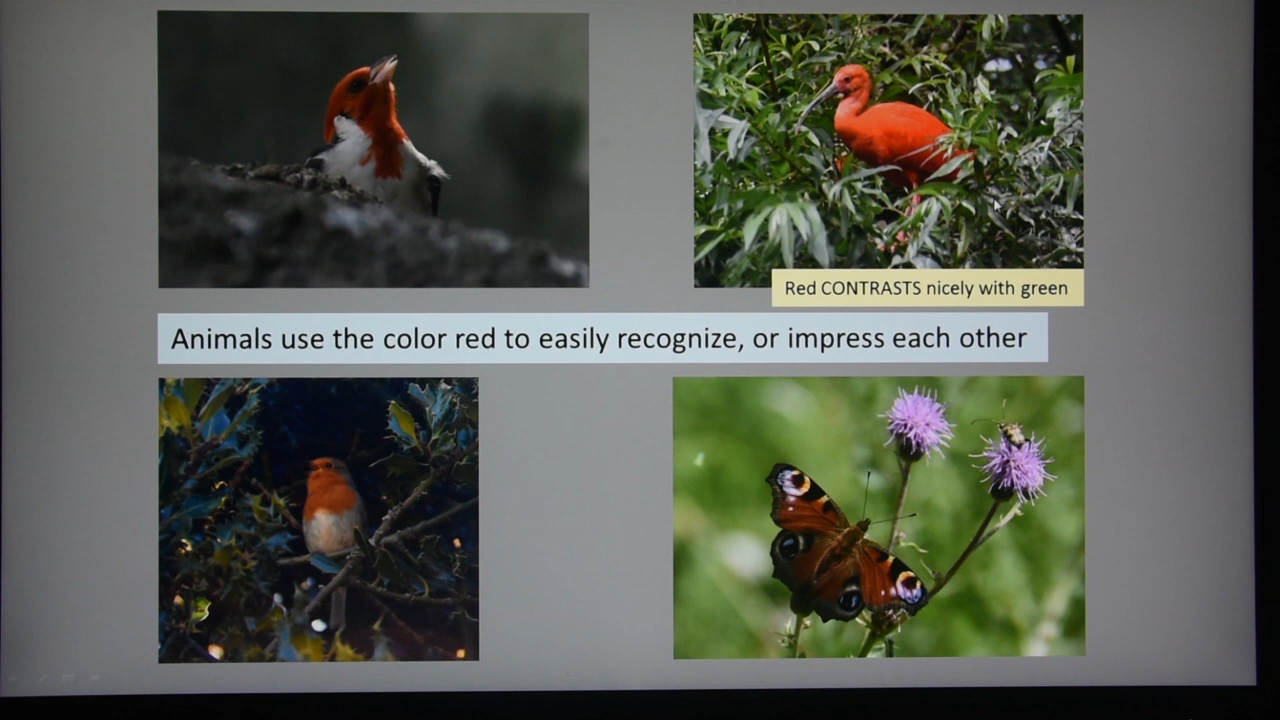 Red CONTRASTS nicely with green
Animals use the color red to easily recognize, or impress each other